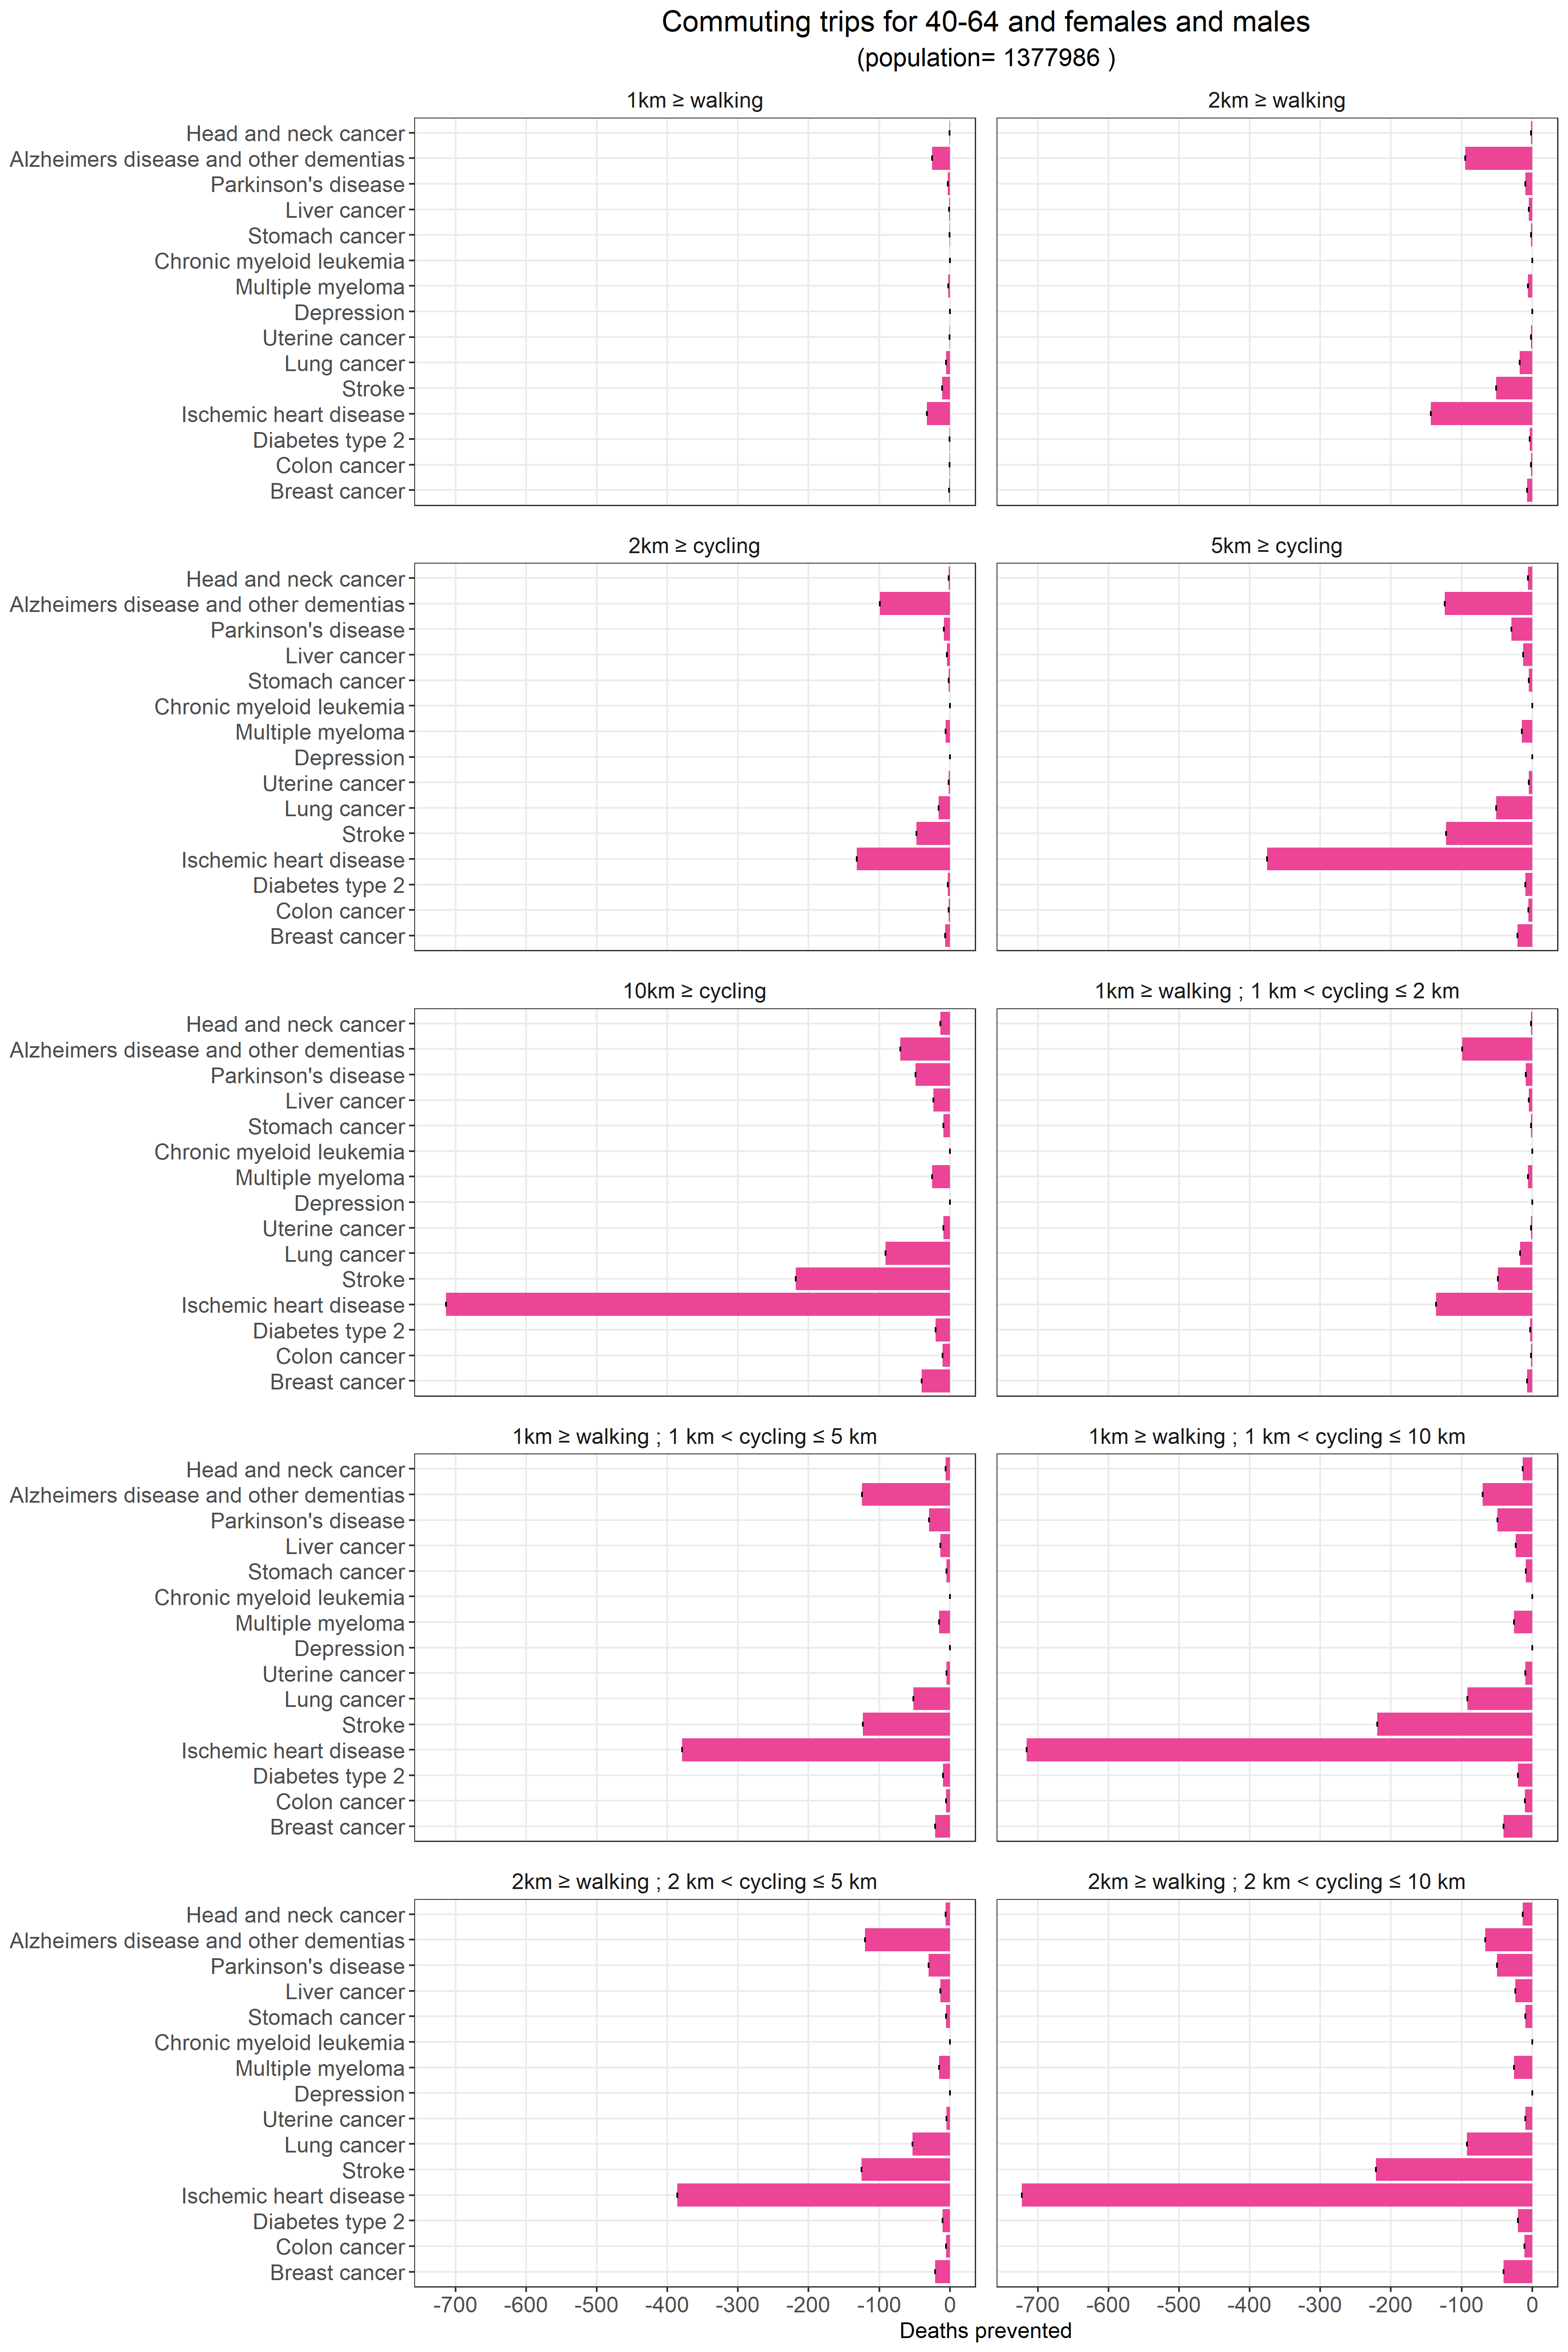 Commuting trips for 40-64 and females and males
(population= 1377986 )
1km ≥ walking
2km ≥ walking
Head and neck cancer
Alzheimers disease and other dementias
Parkinson's disease
Liver cancer
Stomach cancer
Chronic myeloid leukemia
Multiple myeloma
Depression
Uterine cancer
Lung cancer
Stroke
Ischemic heart disease
Diabetes type 2
Colon cancer
Breast cancer
2km ≥ cycling
5km ≥ cycling
Head and neck cancer
Alzheimers disease and other dementias
Parkinson's disease
Liver cancer
Stomach cancer
Chronic myeloid leukemia
Multiple myeloma
Depression
Uterine cancer
Lung cancer
Stroke
Ischemic heart disease
Diabetes type 2
Colon cancer
Breast cancer
10km ≥ cycling
1km ≥ walking ; 1 km < cycling ≤ 2 km
Head and neck cancer
Alzheimers disease and other dementias
Parkinson's disease
Liver cancer
Stomach cancer
Chronic myeloid leukemia
Multiple myeloma
Depression
Uterine cancer
Lung cancer
Stroke
Ischemic heart disease
Diabetes type 2
Colon cancer
Breast cancer
1km ≥ walking ; 1 km < cycling ≤ 5 km
1km ≥ walking ; 1 km < cycling ≤ 10 km
Head and neck cancer
Alzheimers disease and other dementias
Parkinson's disease
Liver cancer
Stomach cancer
Chronic myeloid leukemia
Multiple myeloma
Depression
Uterine cancer
Lung cancer
Stroke
Ischemic heart disease
Diabetes type 2
Colon cancer
Breast cancer
2km ≥ walking ; 2 km < cycling ≤ 5 km
2km ≥ walking ; 2 km < cycling ≤ 10 km
Head and neck cancer
Alzheimers disease and other dementias
Parkinson's disease
Liver cancer
Stomach cancer
Chronic myeloid leukemia
Multiple myeloma
Depression
Uterine cancer
Lung cancer
Stroke
Ischemic heart disease
Diabetes type 2
Colon cancer
Breast cancer
-700 -600 -500 -400 -300 -200 -100 0
-700 -600 -500 -400 -300 -200 -100 0
Deaths prevented